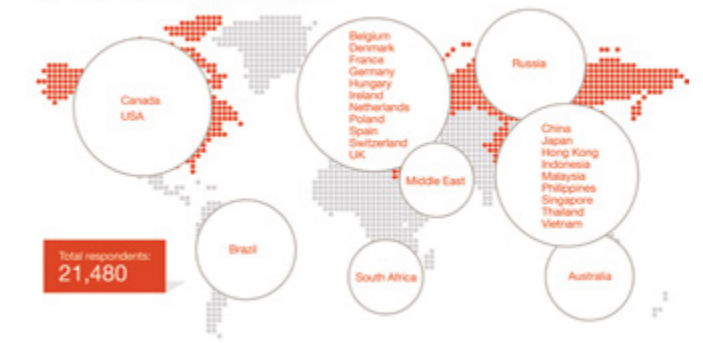 Canada
USA
Belgium
Denmark
France
Germany
Hungary
Ireland
Netherlands
Poland
Spain
Switzerland
UK
Russia
Middle East
China
Japan
Hong Kong
Indonesia
Malaysia
Philippines
Singapore
Thailand
Vietnam
Brazil
South Africa
Australia
Total respondents:
21,480